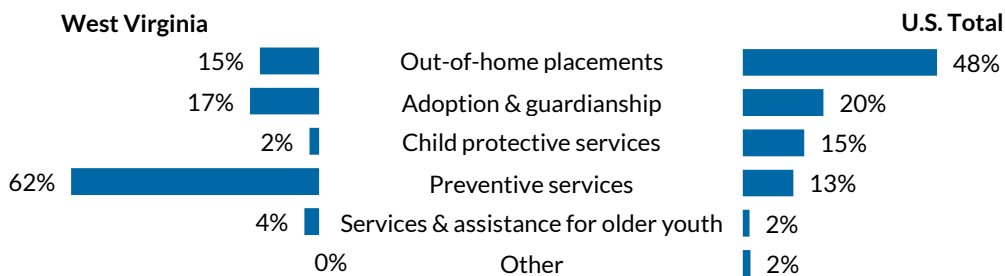 West Virginia U.S. Total
15% Out-of-home placements 48%
17% Adoption & guardianship 20%
2% Child protective services 15%
62% Preventive services 13%
4% Services & assistance for older youth 2%
0% Other 2%